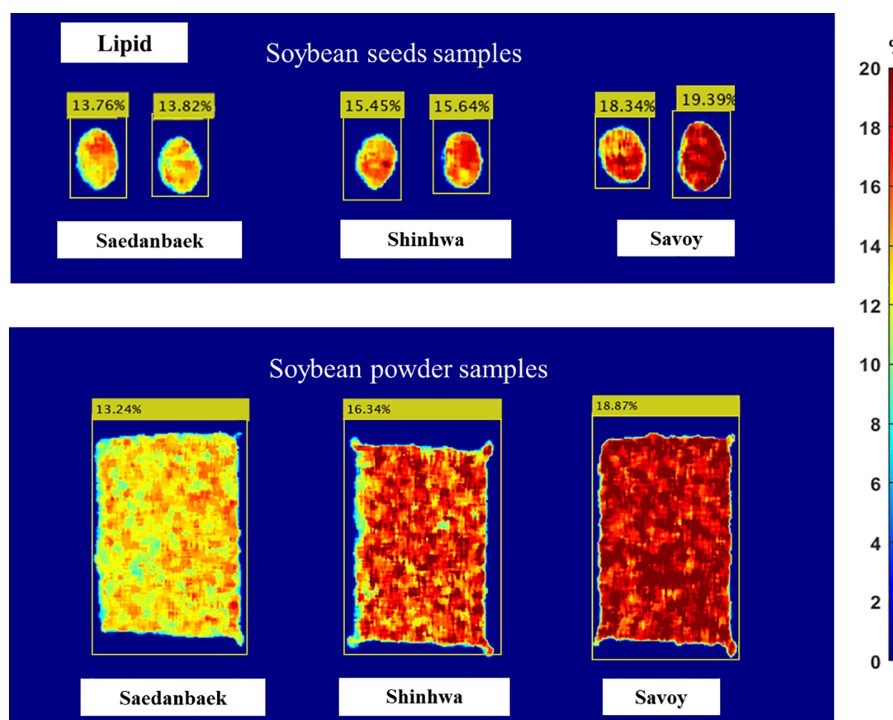 Lipid
Soybean seeds samples
13.76%
13.82%
15.45%
15.64%
18.34%
19.39%
Saedanbaek
Shinhwa
Savoy
Soybean powder samples
13.24%
16.34%
18.87%
Saedanbaek
Shinhwa
Savoy
%
20
18
16
14
12
10
8
6
4
2
0